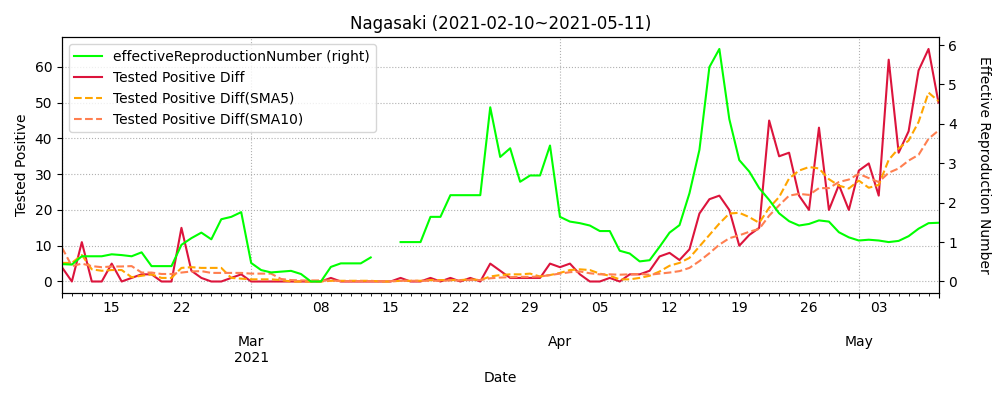 Nagasaki (2021-02-10~2021-05-11)
effectiveReproductionNumber (right)
Tested Positive Diff
Tested Positive Diff(SMA5)
Tested Positive Diff(SMA10)
Tested Positive
60
50
40
30
20
10
0
6
5
4
3
2
1
0
Effective Reproduction Number
15 22 08 15 22 29 05 12 19 26 03
Mar Apr May
2021
Date